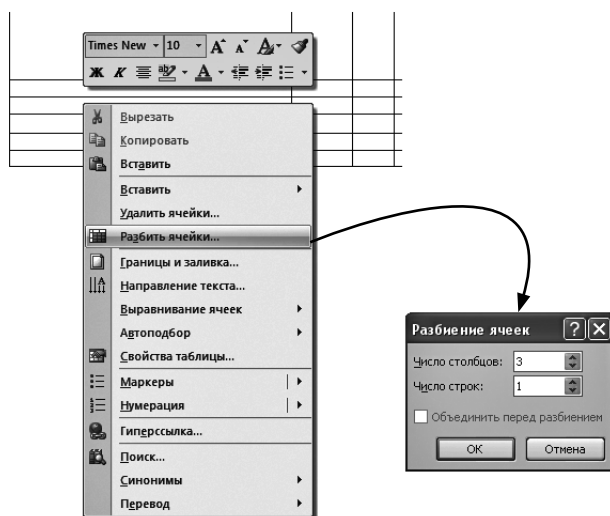 Times New 10 A A A
Ж К ab A
Вырезать
Копировать
Вставить
Вставить
Удалить ячейки...
Разбить ячейки...
Границы и заливка...
Направление текста...
Выравнивание ячеек
Автоподбор
Свойства таблицы...
Маркеры
Нумерация
Гиперссылка...
Поиск...
Синонимы
Перевод
Разбиение ячеек ? X
Число столбцов: 3
Число строк: 1
Объединить перед разбиением
ОК Отмена